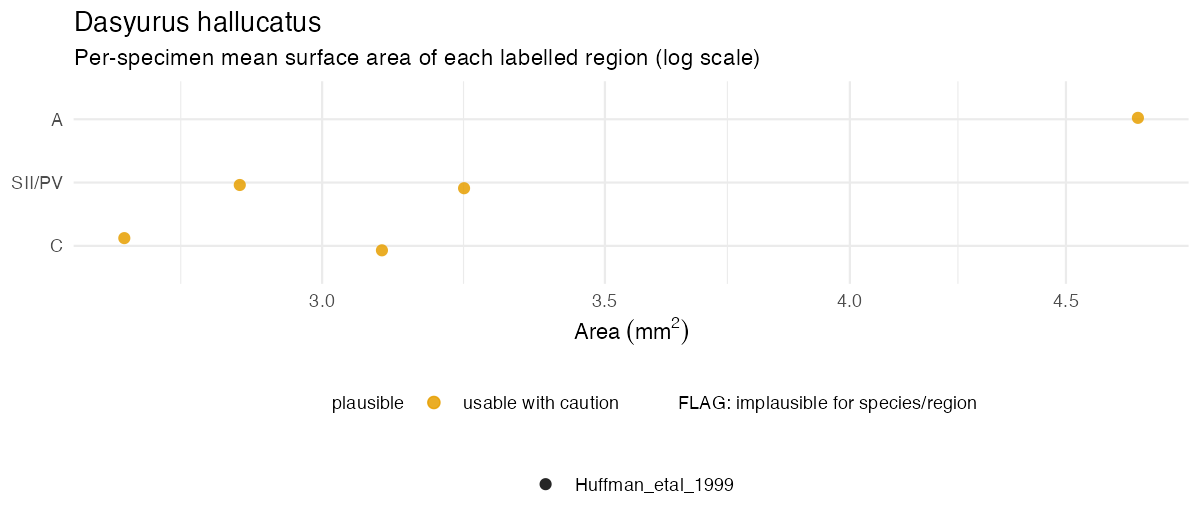 Dasyurus hallucatus
Per-specimen mean surface area of each labelled region (log scale)
A
SII/PV
C
3.0 3.5 4.0 4.5
Area (mm²)
plausible usable with caution FLAG: implausible for species/region
Huffman_etal_1999